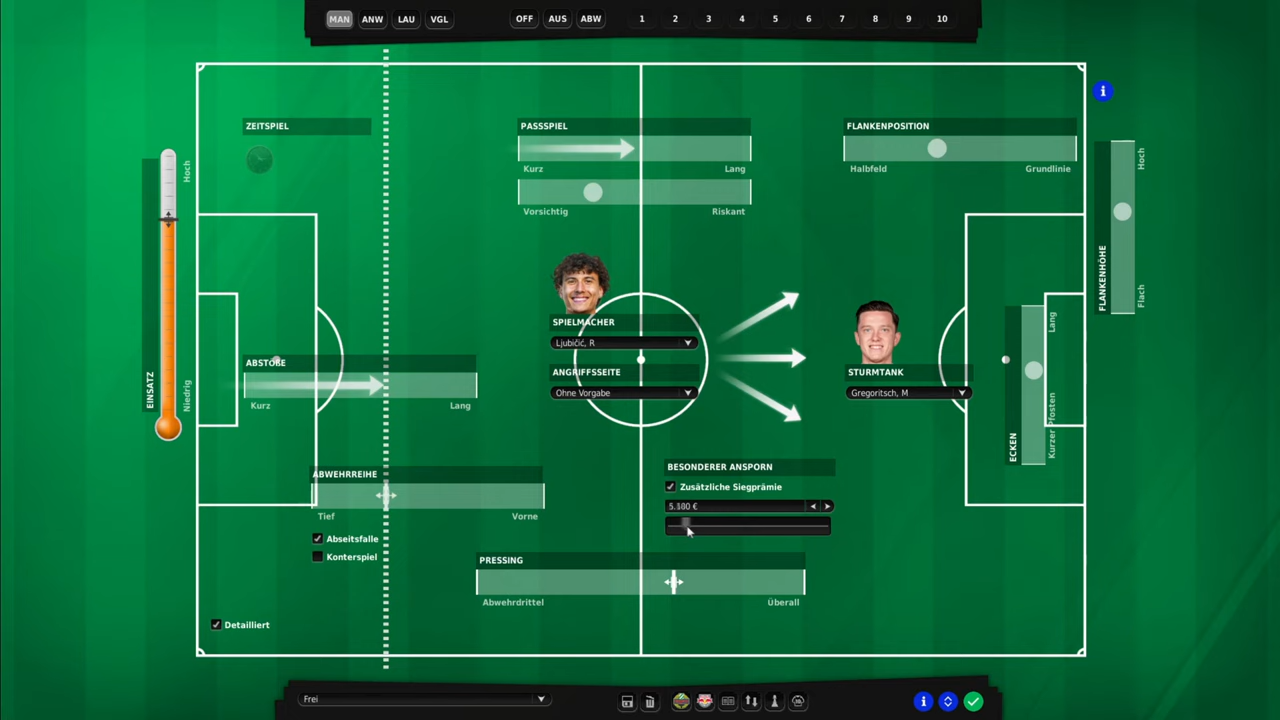 MAN ANW LAU VGL OFF AUS ABW 1 2 3 4 5 6 7 8 9 10
ZEITSPIEL
PASSSPIEL
Kurz Lang
Vorsichtig Riskant
FLANKENPOSITION
Halbfeld Grundlinie
FLANKENHÖHE
Hoch
Flach
EINSATZ
Hoch
Niedrig
SPIELMACHER
Ljubičić, R
ANGRIFFSSEITE
Ohne Vorgabe
STURMTANK
Gregoritsch, M
ABSTÖßE
Kurz Lang
ECKEN
Lang
Kurzer Pfosten
ABWEHRREIHE
Tief Vorne
Abseitsfalle
Konterspiel
BESONDERER ANSPORN
Zusätzliche Siegprämie
PRESSING
Abwehrdrittel Überall
Detailliert
Frei